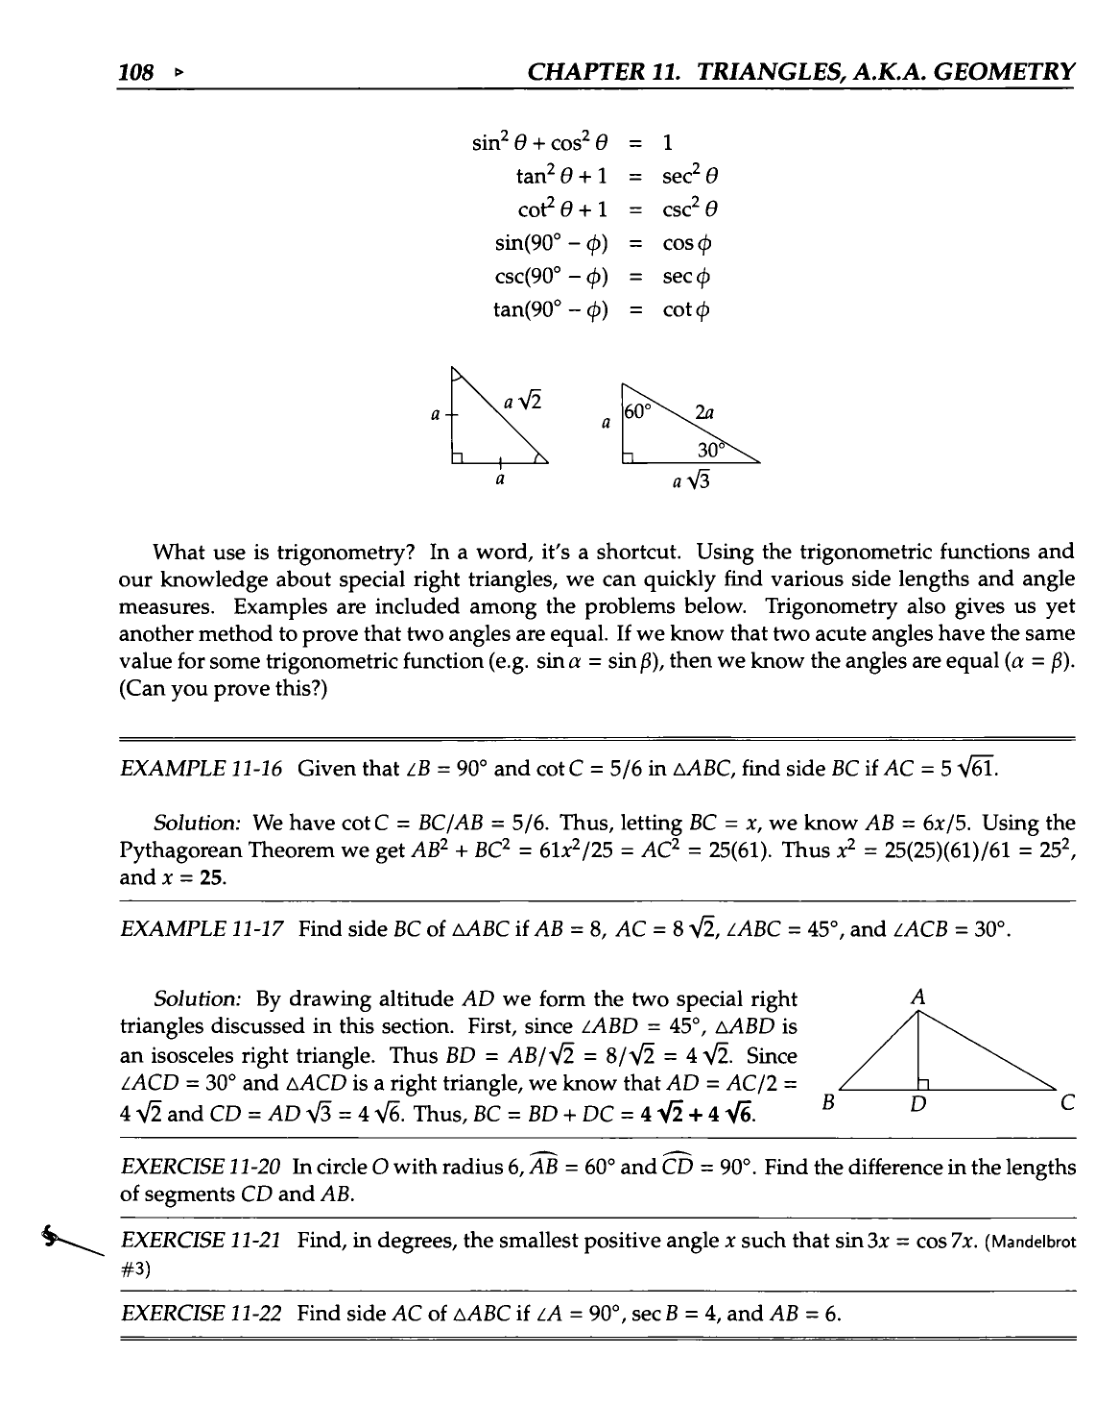 108 ▹ CHAPTER 11. TRIANGLES, A.K.A. GEOMETRY
sin² θ + cos² θ = 1
tan² θ + 1 = sec² θ
cot² θ + 1 = csc² θ
sin(90° − ϕ) = cos ϕ
csc(90° − ϕ) = sec ϕ
tan(90° − ϕ) = cot ϕ
a a√2 a
a 60° 2a 30° a√3
What use is trigonometry? In a word, it's a shortcut. Using the trigonometric functions and
our knowledge about special right triangles, we can quickly find various side lengths and angle
measures. Examples are included among the problems below. Trigonometry also gives us yet
another method to prove that two angles are equal. If we know that two acute angles have the same
value for some trigonometric function (e.g. sin α = sin β), then we know the angles are equal (α = β).
(Can you prove this?)
EXAMPLE 11-16 Given that ∠B = 90° and cot C = 5/6 in △ABC, find side BC if AC = 5√61.
Solution: We have cot C = BC/AB = 5/6. Thus, letting BC = x, we know AB = 6x/5. Using the
Pythagorean Theorem we get AB² + BC² = 61x²/25 = AC² = 25(61). Thus x² = 25(25)(61)/61 = 25²,
and x = 25.
EXAMPLE 11-17 Find side BC of △ABC if AB = 8, AC = 8√2, ∠ABC = 45°, and ∠ACB = 30°.
Solution: By drawing altitude AD we form the two special right
triangles discussed in this section. First, since ∠ABD = 45°, △ABD is
an isosceles right triangle. Thus BD = AB/√2 = 8/√2 = 4√2. Since
∠ACD = 30° and △ACD is a right triangle, we know that AD = AC/2 =
4√2 and CD = AD√3 = 4√6. Thus, BC = BD + DC = 4√2 + 4√6.
A
B D C
EXERCISE 11-20 In circle O with radius 6, A͡B = 60° and C͡D = 90°. Find the difference in the lengths
of segments CD and AB.
EXERCISE 11-21 Find, in degrees, the smallest positive angle x such that sin 3x = cos 7x. (Mandelbrot
#3)
EXERCISE 11-22 Find side AC of △ABC if ∠A = 90°, sec B = 4, and AB = 6.